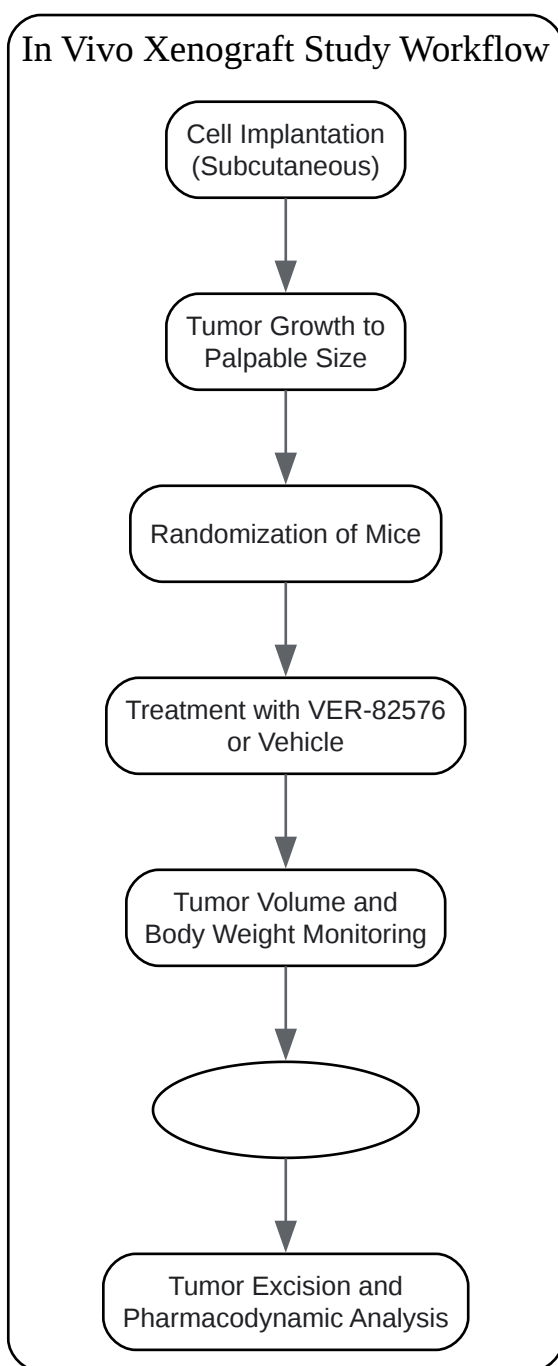 In Vivo Xenograft Study Workflow
Cell Implantation
(Subcutaneous)
Tumor Growth to
Palpable Size
Randomization of Mice
Treatment with VER-82576
or Vehicle
Tumor Volume and
Body Weight Monitoring
Tumor Excision and
Pharmacodynamic Analysis